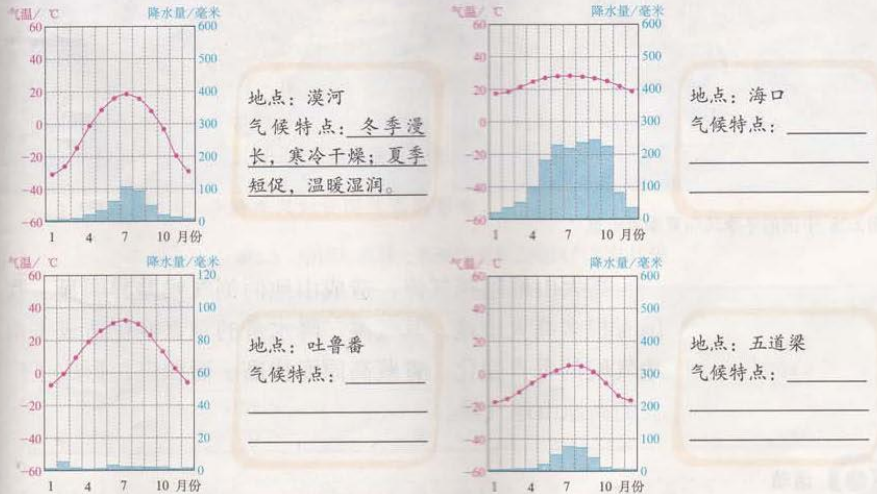 气温/ ℃ 降水量/毫米
60 600
40 500
20 400
0 300
-20 200
-40 100
-60 0
1 4 7 10 月份
地点：漠河
气候特点：冬季漫
长，寒冷干燥；夏季
短促，温暖湿润。
气温/ ℃ 降水量/毫米
60 600
40 500
20 400
0 300
-20 200
-40 100
-60 0
1 4 7 10 月份
地点：海口
气候特点：
气温/ ℃ 降水量/毫米
60 120
40 100
20 80
0 60
-20 40
-40 20
-60 0
1 4 7 10 月份
地点：吐鲁番
气候特点：
气温/ ℃ 降水量/毫米
60 600
40 500
20 400
0 300
-20 200
-40 100
-60 0
1 4 7 10 月份
地点：五道梁
气候特点：